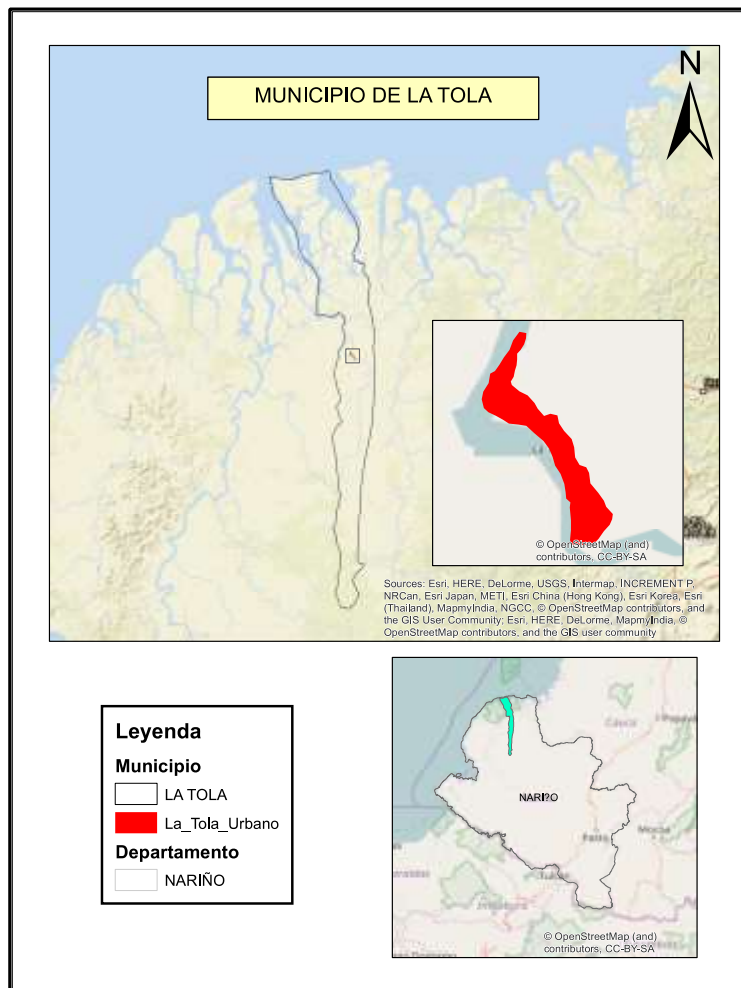 MUNICIPIO DE LA TOLA
N
© OpenStreetMap (and)
contributors, CC-BY-SA
Sources: Esri, HERE, DeLorme, USGS, Intermap, INCREMENT P,
NRCan, Esri Japan, METI, Esri China (Hong Kong), Esri Korea, Esri
(Thailand), MapmyIndia, NGCC, © OpenStreetMap contributors, and
the GIS User Community; Esri, HERE, DeLorme, MapmyIndia, ©
OpenStreetMap contributors, and the GIS user community
Leyenda
Municipio
LA TOLA
La_Tola_Urbano
Departamento
NARIÑO
Cauca
NARI?O
Pasto
© OpenStreetMap (and)
contributors, CC-BY-SA